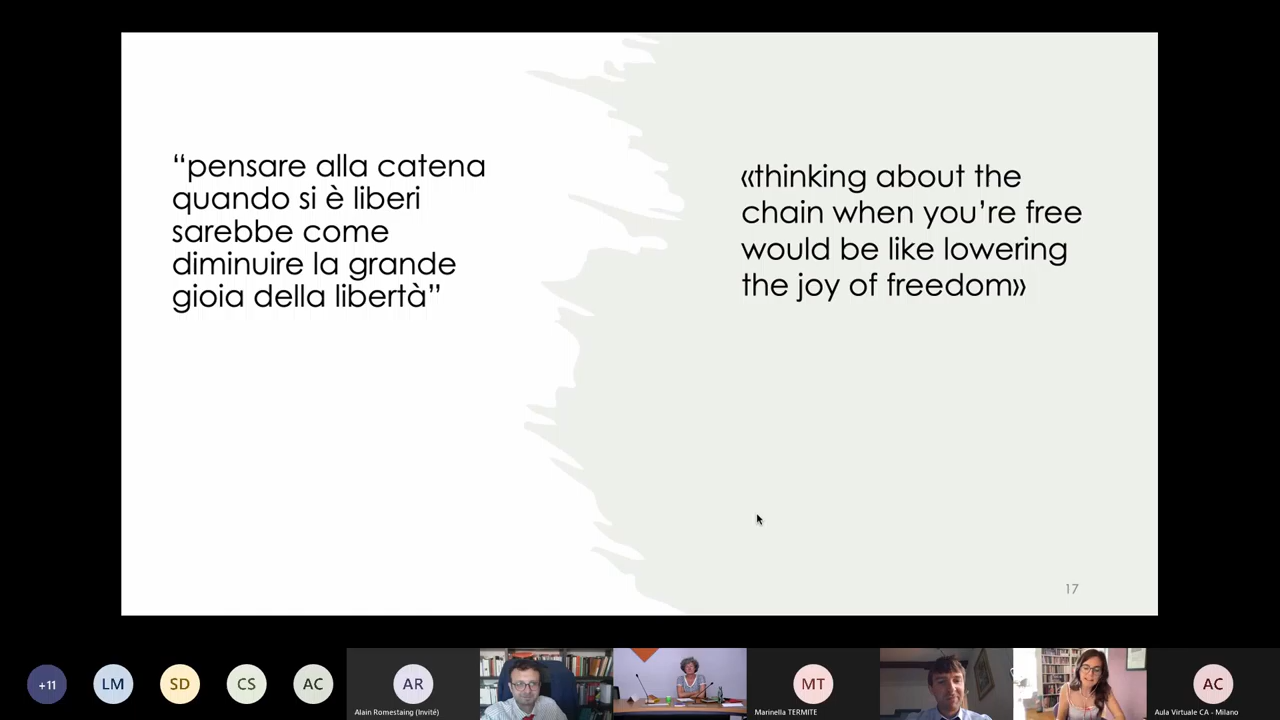 “pensare alla catena
quando si è liberi
sarebbe come
diminuire la grande
gioia della libertà”
«thinking about the
chain when you’re free
would be like lowering
the joy of freedom»
17
+11
LM
SD
CS
AC
AR
Alain Romestaing (Invité)
MT
Marinella TERMITE
AC
Aula Virtuale CA - Milano